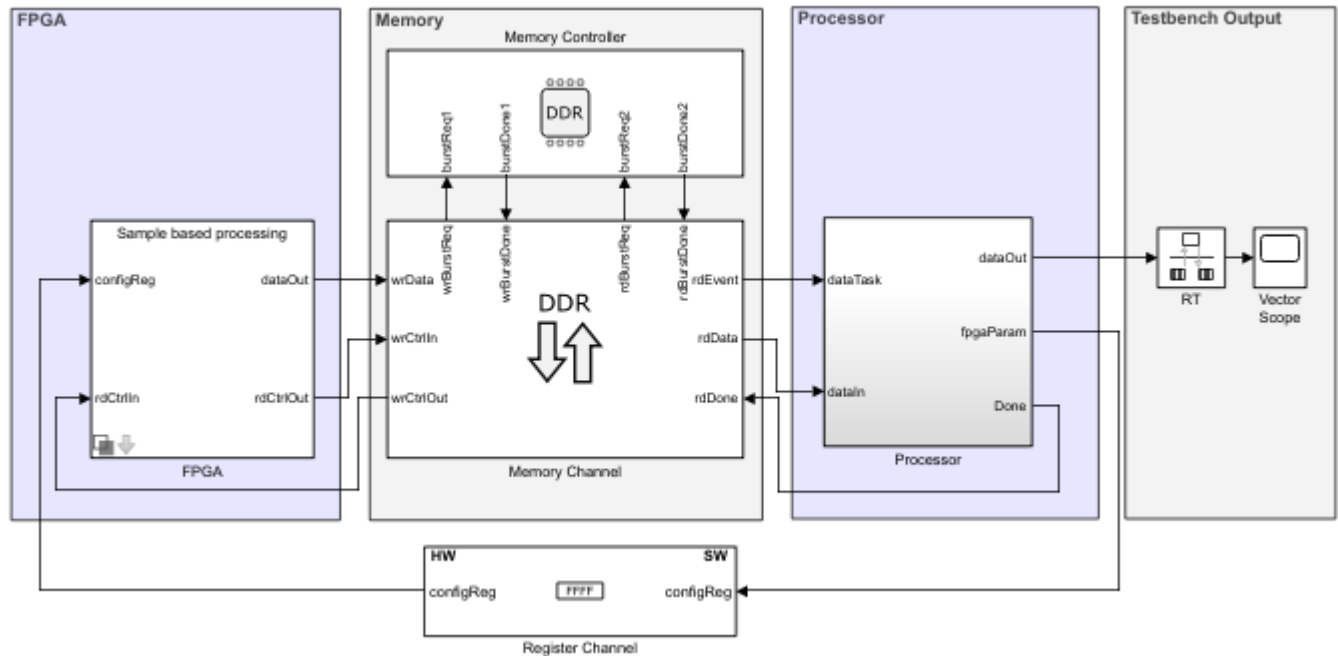 FPGA
Memory
Processor
Testbench Output
Memory Controller
DDR
burstReq1
burstDone1
burstReq2
burstDone2
Sample based processing
configReg
dataOut
rdCtrlIn
rdCtrlOut
FPGA
wrBurstReq
wrBurstDone
rdBurstReq
rdBurstDone
wrData
rdEvent
DDR
wrCtrlIn
rdData
wrCtrlOut
rdDone
Memory Channel
dataTask
dataOut
fpgaParam
dataIn
Done
Processor
RT
Vector
Scope
HW
SW
configReg
FFFF
configReg
Register Channel